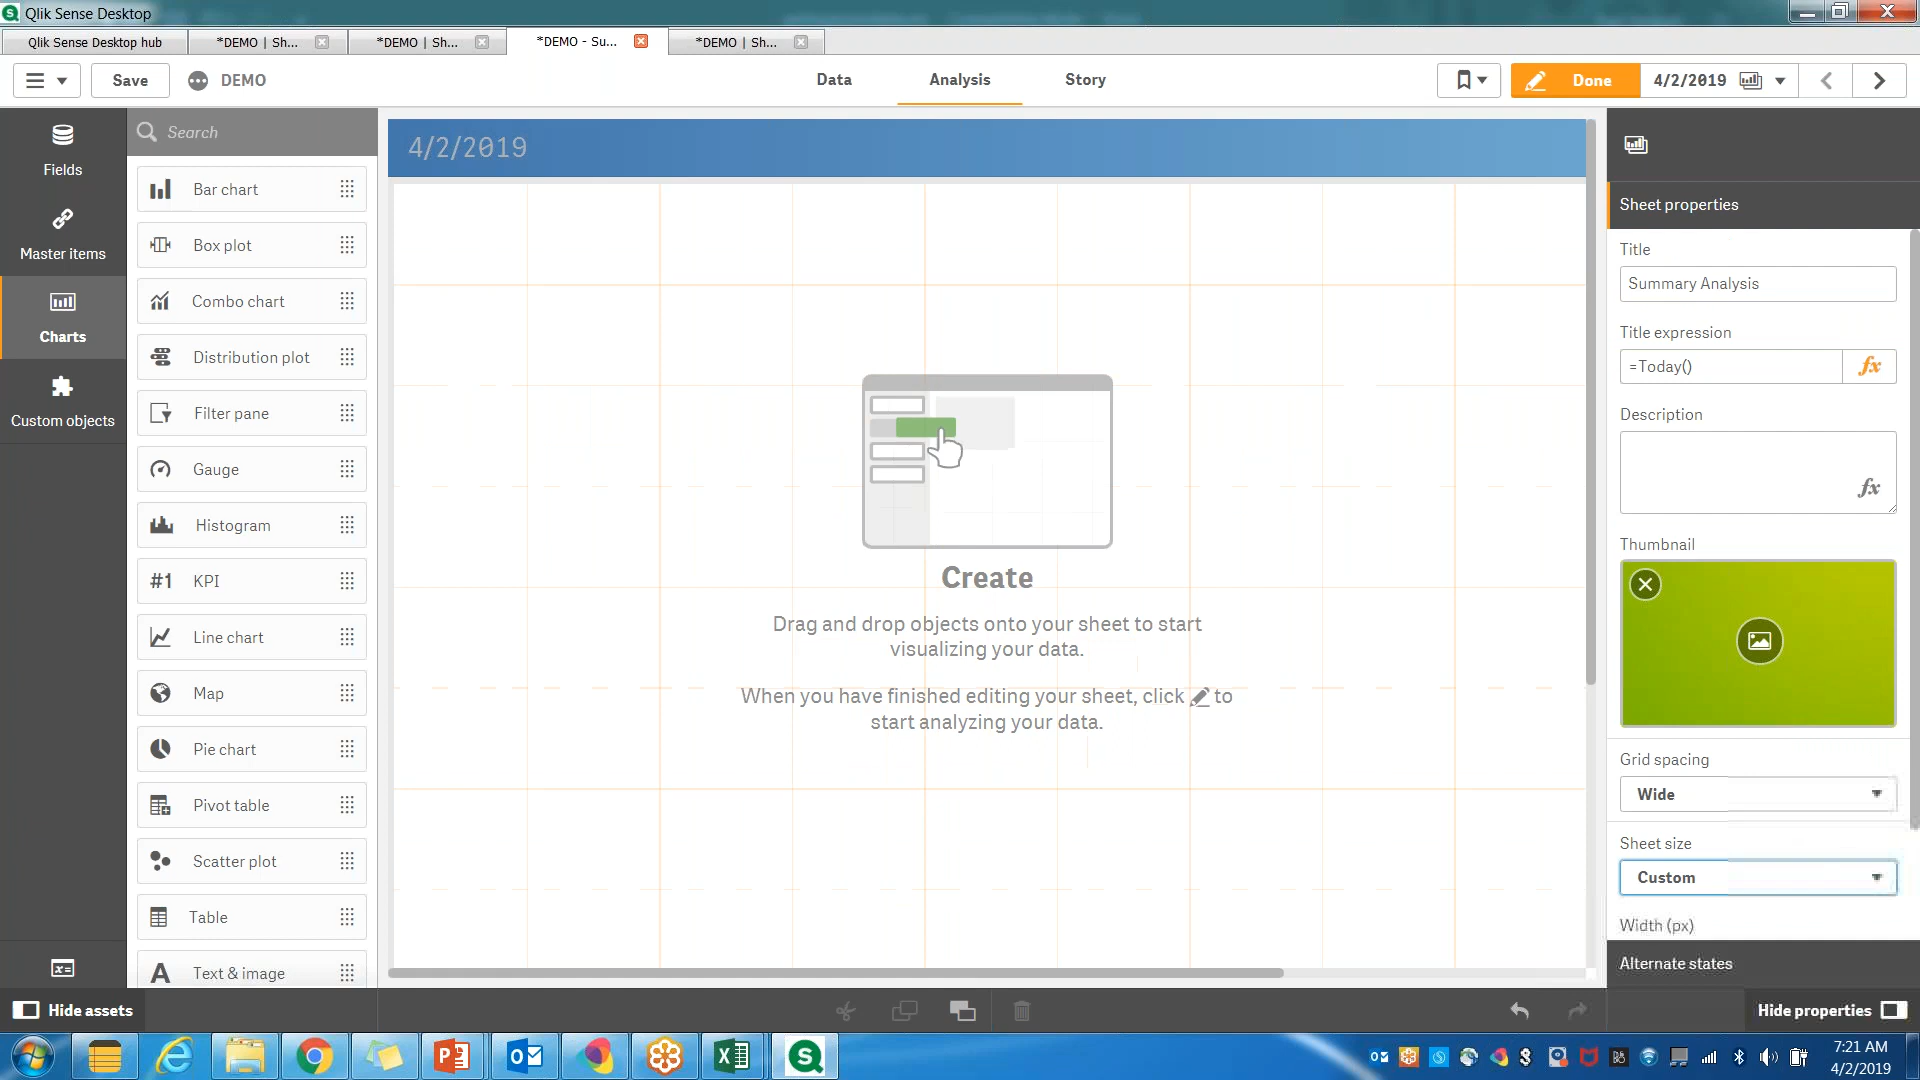 Qlik Sense Desktop
Qlik Sense Desktop hub
*DEMO | Sh...
*DEMO | Sh...
*DEMO - Su...
*DEMO | Sh...
Save
DEMO
Data
Analysis
Story
Done
4/2/2019
Fields
Master items
Charts
Custom objects
Search
Bar chart
Box plot
Combo chart
Distribution plot
Filter pane
Gauge
Histogram
#1 KPI
Line chart
Map
Pie chart
Pivot table
Scatter plot
Table
A Text & image
4/2/2019
Create
Drag and drop objects onto your sheet to start
visualizing your data.
When you have finished editing your sheet, click to
start analyzing your data.
Sheet properties
Title
Summary Analysis
Title expression
=Today()
fx
Description
fx
Thumbnail
Grid spacing
Wide
Sheet size
Custom
Width (px)
Alternate states
Hide assets
Hide properties
7:21 AM
4/2/2019